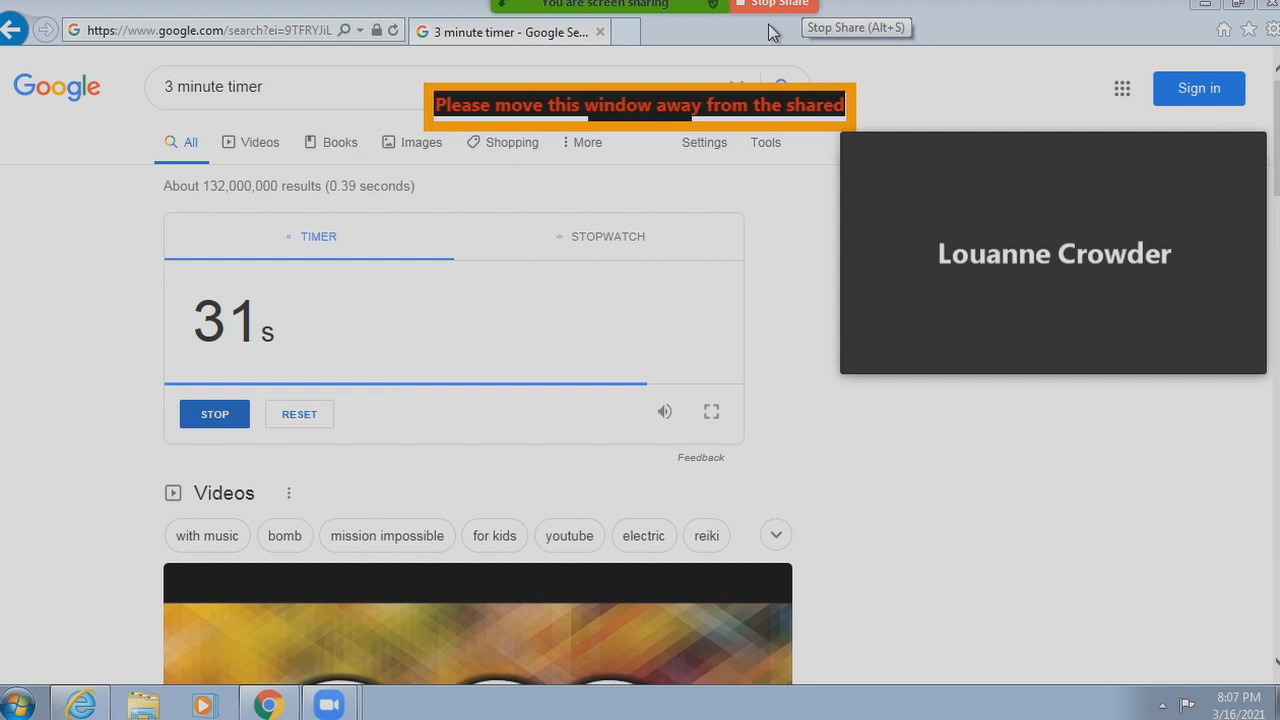 You are screen sharing
Stop Share
https://www.google.com/search?ei=9TFRYJiL
3 minute timer - Google Se...
Stop Share (Alt+S)
Google
3 minute timer
Please move this window away from the shared
Sign in
All
Videos
Books
Images
Shopping
More
Settings
Tools
About 132,000,000 results (0.39 seconds)
Louanne Crowder
TIMER
STOPWATCH
31s
STOP
RESET
Feedback
Videos
with music
bomb
mission impossible
for kids
youtube
electric
reiki
8:07 PM
3/16/2021